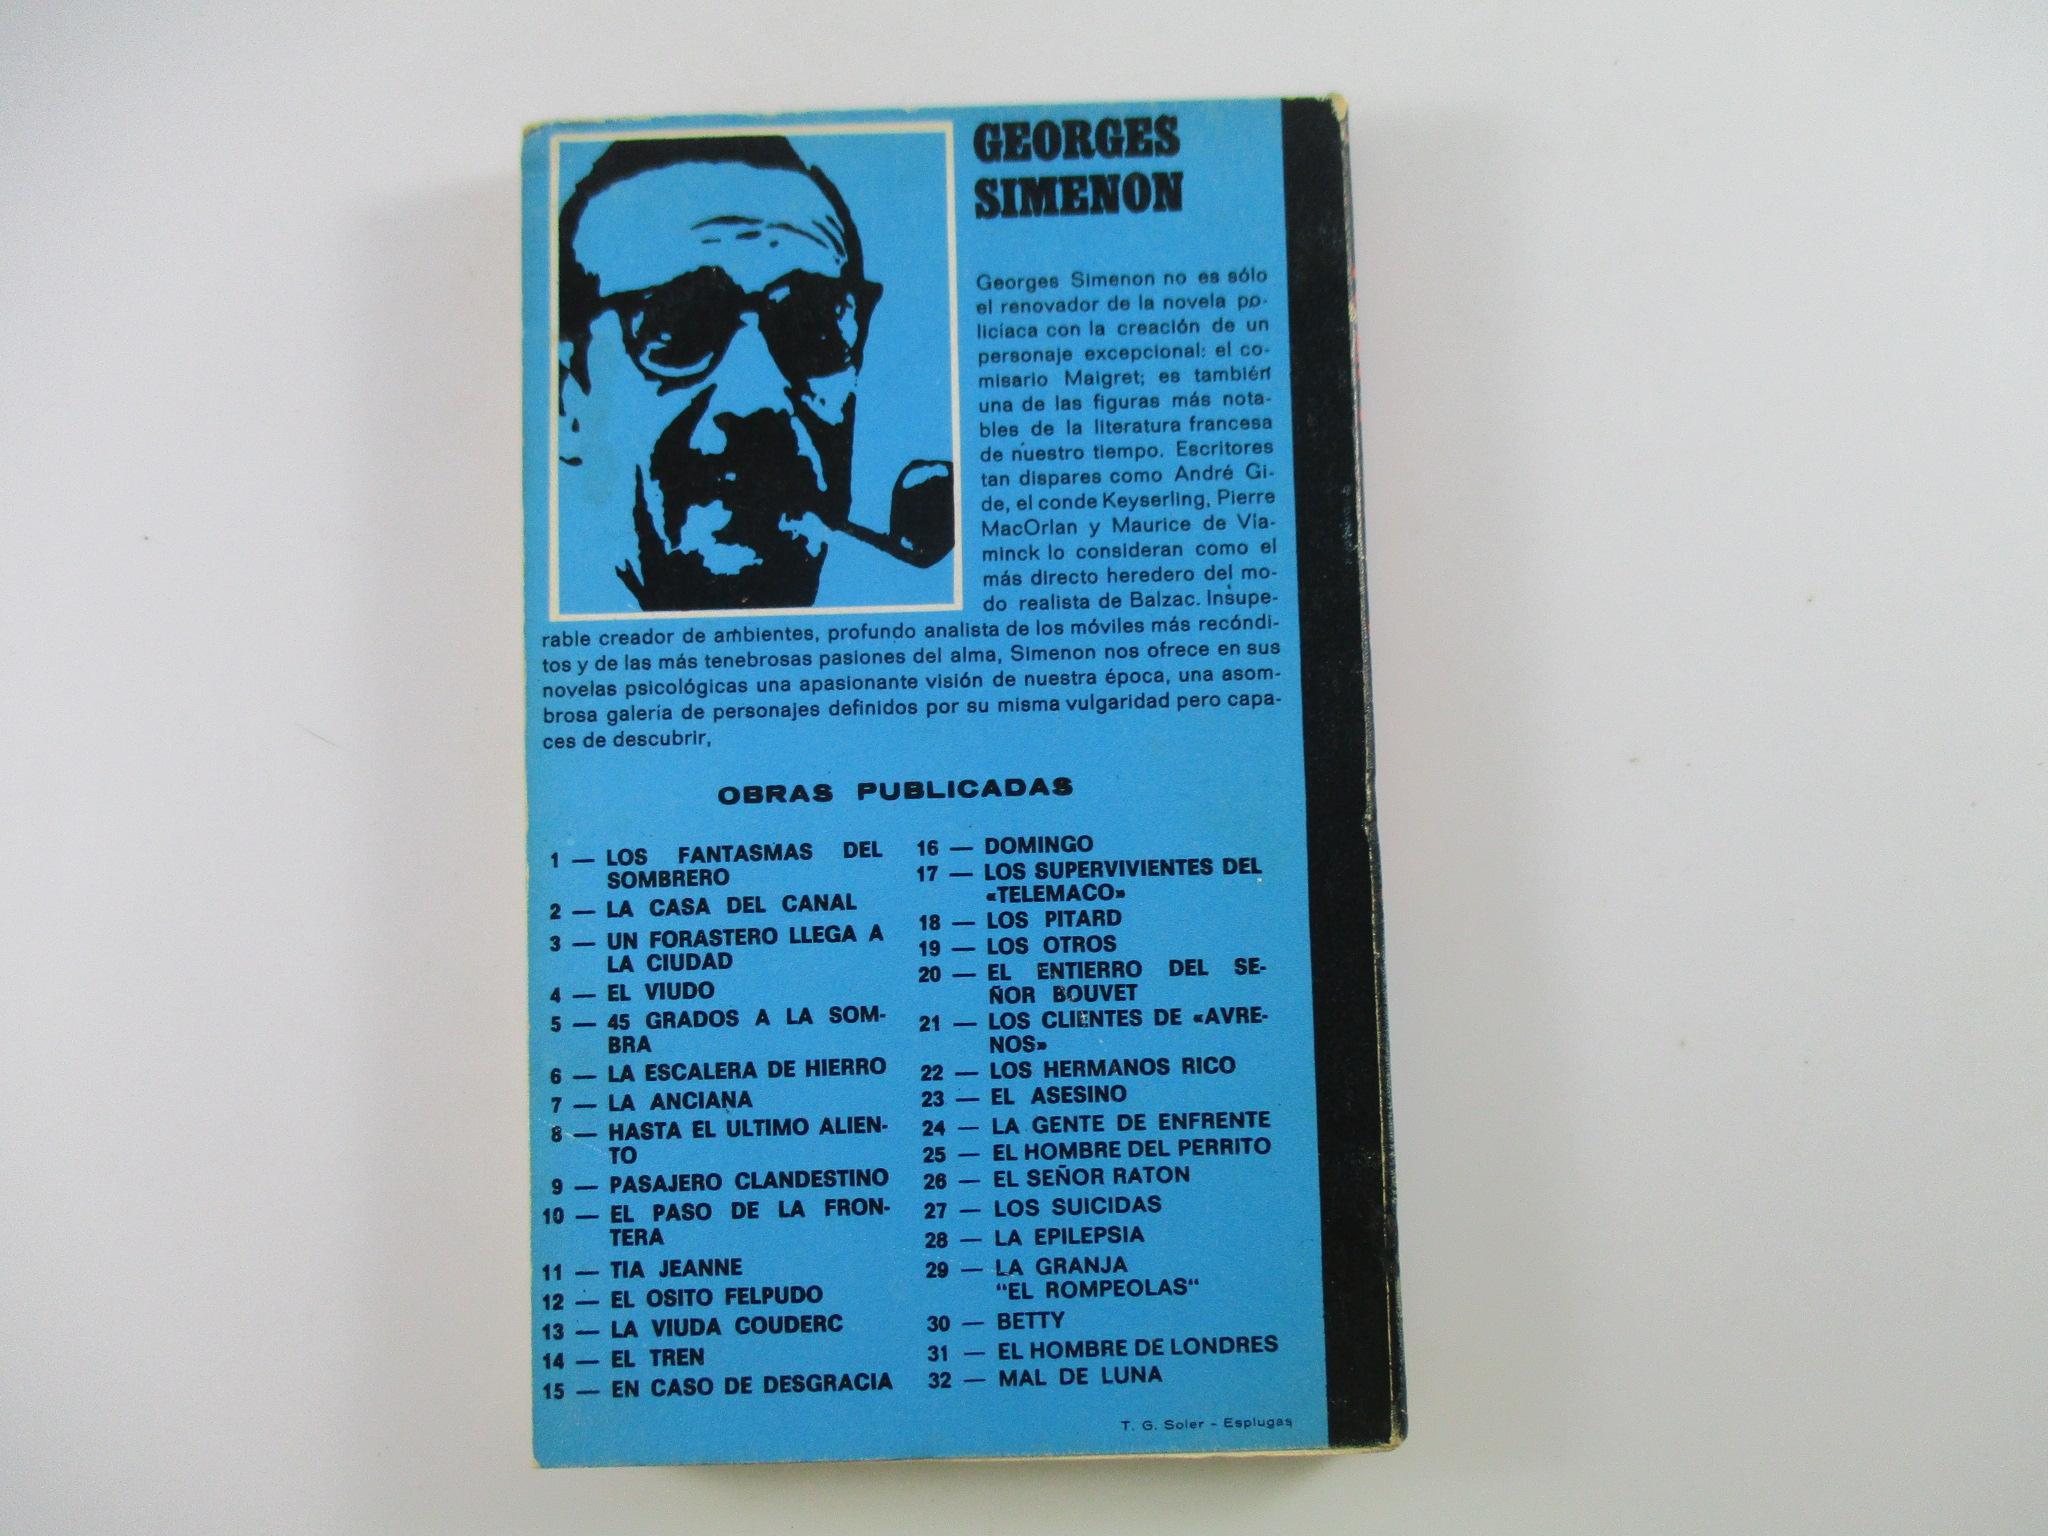 GEORGES
SIMENON
Georges Simenon no es sólo
el renovador de la novela po-
licíaca con la creación de un
personaje excepcional: el co-
misario Maigret; es también
una de las figuras más nota-
bles de la literatura francesa
de nuestro tiempo. Escritores
tan dispares como André Gi-
de, el conde Keyserling, Pierre
MacOrlan y Maurice de Vla-
minck lo consideran como el
más directo heredero del mo-
do realista de Balzac. Insupe-
rable creador de ambientes, profundo analista de los móviles más recóndi-
tos y de las más tenebrosas pasiones del alma, Simenon nos ofrece en sus
novelas psicológicas una apasionante visión de nuestra época, una asom-
brosa galería de personajes definidos por su misma vulgaridad pero capa-
ces de descubrir,
OBRAS PUBLICADAS
1 — LOS FANTASMAS DEL
SOMBRERO
2 — LA CASA DEL CANAL
3 — UN FORASTERO LLEGA A
LA CIUDAD
4 — EL VIUDO
5 — 45 GRADOS A LA SOM-
BRA
6 — LA ESCALERA DE HIERRO
7 — LA ANCIANA
8 — HASTA EL ULTIMO ALIEN-
TO
9 — PASAJERO CLANDESTINO
10 — EL PASO DE LA FRON-
TERA
11 — TIA JEANNE
12 — EL OSITO FELPUDO
13 — LA VIUDA COUDERC
14 — EL TREN
15 — EN CASO DE DESGRACIA
16 — DOMINGO
17 — LOS SUPERVIVIENTES DEL
«TELEMACO»
18 — LOS PITARD
19 — LOS OTROS
20 — EL ENTIERRO DEL SE-
ÑOR BOUVET
21 — LOS CLIENTES DE «AVRE-
NOS»
22 — LOS HERMANOS RICO
23 — EL ASESINO
24 — LA GENTE DE ENFRENTE
25 — EL HOMBRE DEL PERRITO
26 — EL SEÑOR RATON
27 — LOS SUICIDAS
28 — LA EPILEPSIA
29 — LA GRANJA
"EL ROMPEOLAS"
30 — BETTY
31 — EL HOMBRE DE LONDRES
32 — MAL DE LUNA
T. G. Soler - Esplugas